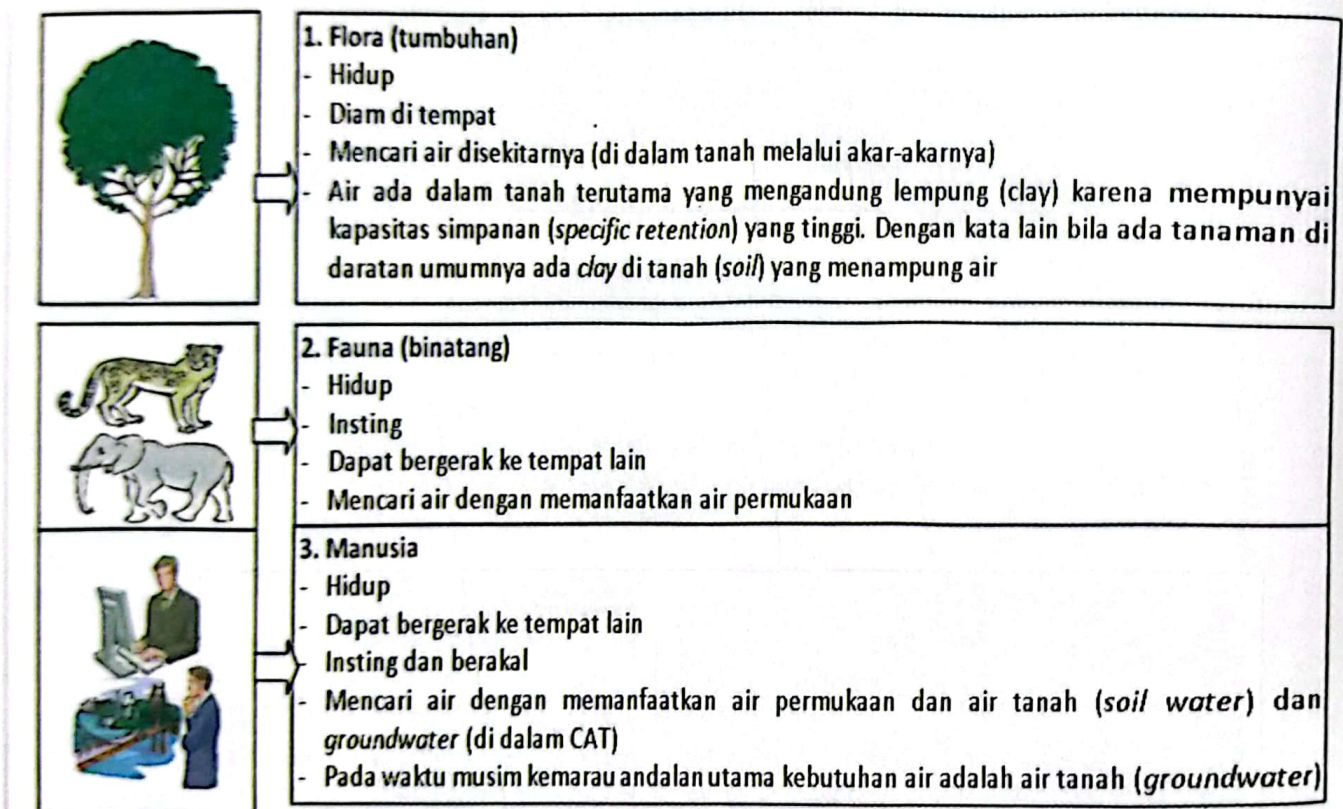 1. Flora (tumbuhan)
- Hidup
- Diam di tempat
- Mencari air disekitarnya (di dalam tanah melalui akar-akarnya)
- Air ada dalam tanah terutama yang mengandung lempung (clay) karena mempunyai
kapasitas simpanan (specific retention) yang tinggi. Dengan kata lain bila ada tanaman di
daratan umumnya ada clay di tanah (soil) yang menampung air
2. Fauna (binatang)
- Hidup
- Insting
- Dapat bergerak ke tempat lain
- Mencari air dengan memanfaatkan air permukaan
3. Manusia
- Hidup
- Dapat bergerak ke tempat lain
- Insting dan berakal
- Mencari air dengan memanfaatkan air permukaan dan air tanah (soil water) dan
groundwater (di dalam CAT)
- Pada waktu musim kemarau andalan utama kebutuhan air adalah air tanah (groundwater)